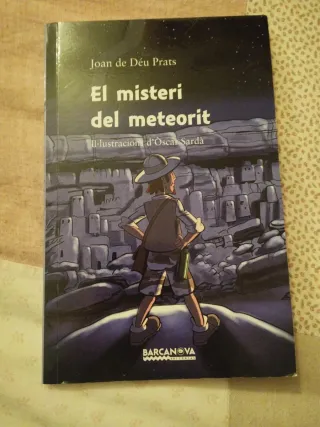 Joan de Déu Prats
El misteri
del meteorit
Il·lustracions d'Òscar Sardà
BARCANOVA